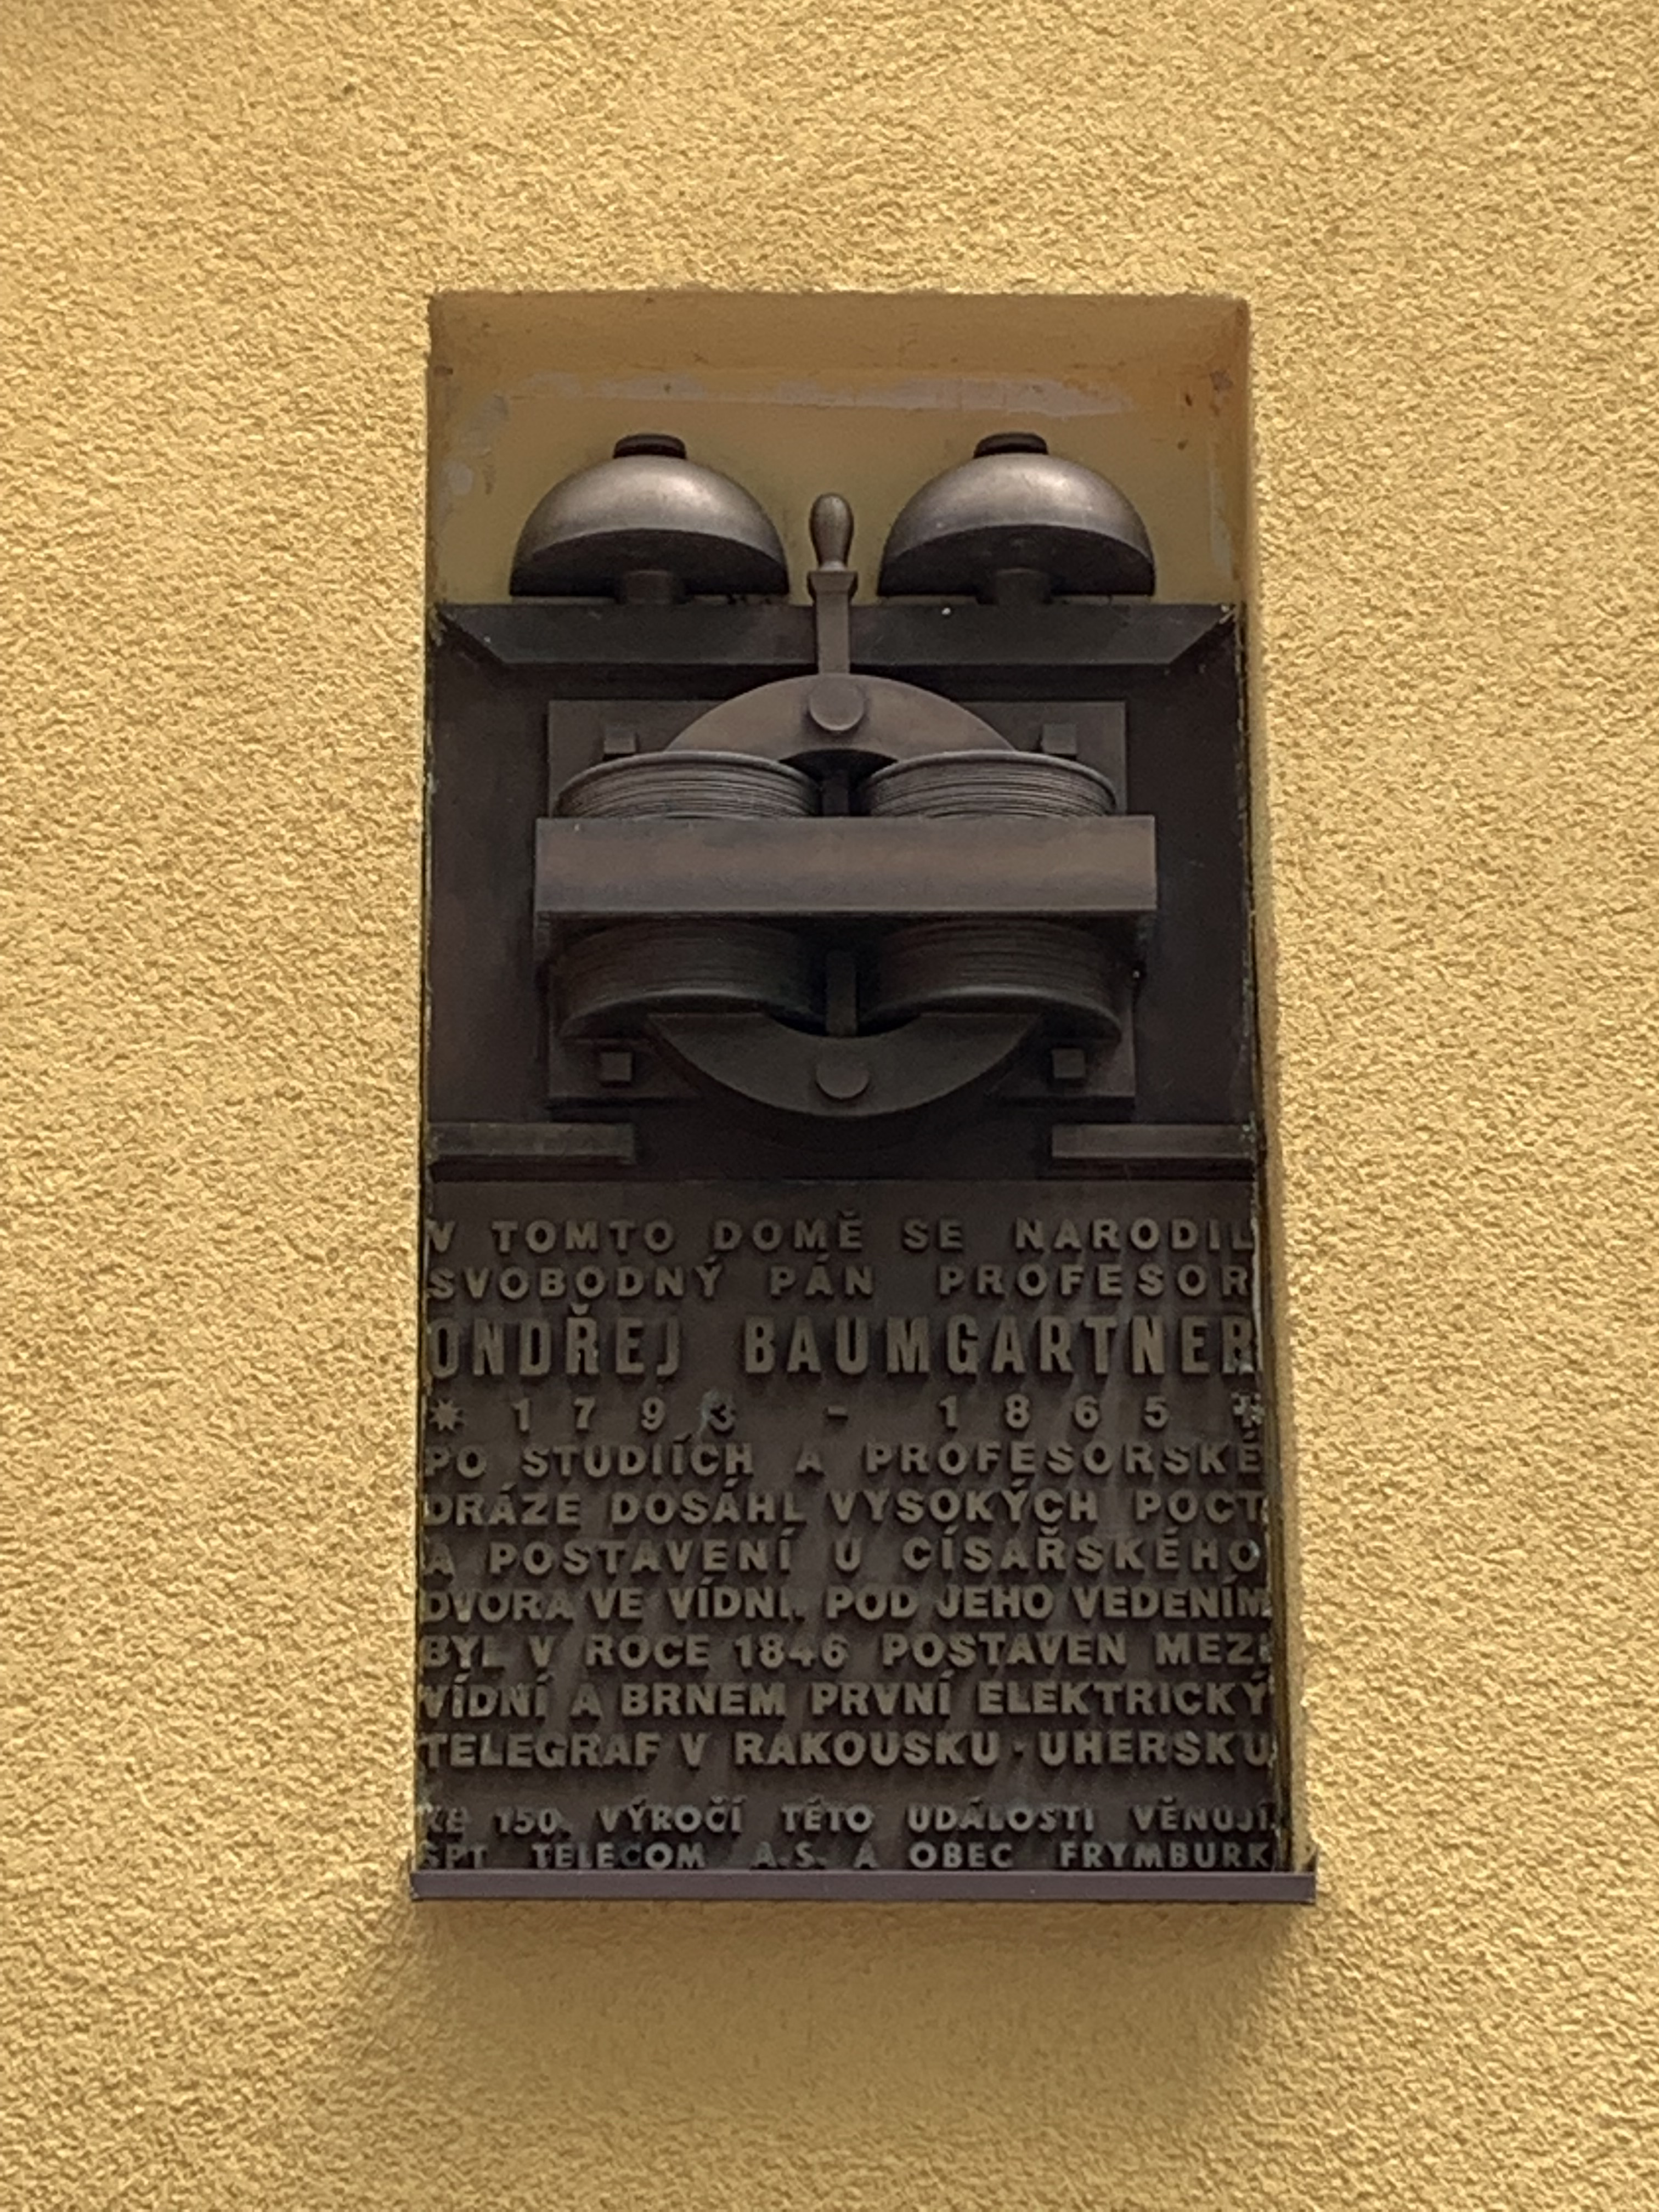 V TOMTO DOMĚ SE NARODIL
SVOBODNÝ PÁN PROFESOR
ONDŘEJ BAUMGARTNER
* 1793 - 1865 ✝
PO STUDIÍCH A PROFESORSKÉ
DRÁZE DOSÁHL VYSOKÝCH POCT
A POSTAVENÍ U CÍSAŘSKÉHO
DVORA VE VÍDNI. POD JEHO VEDENÍM
BYL V ROCE 1846 POSTAVEN MEZI
VÍDNÍ A BRNEM PRVNÍ ELEKTRICKÝ
TELEGRAF V RAKOUSKU-UHERSKU
KE 150. VÝROČÍ TÉTO UDÁLOSTI VĚNUJÍ
SPT TELECOM A.S. A OBEC FRYMBURK